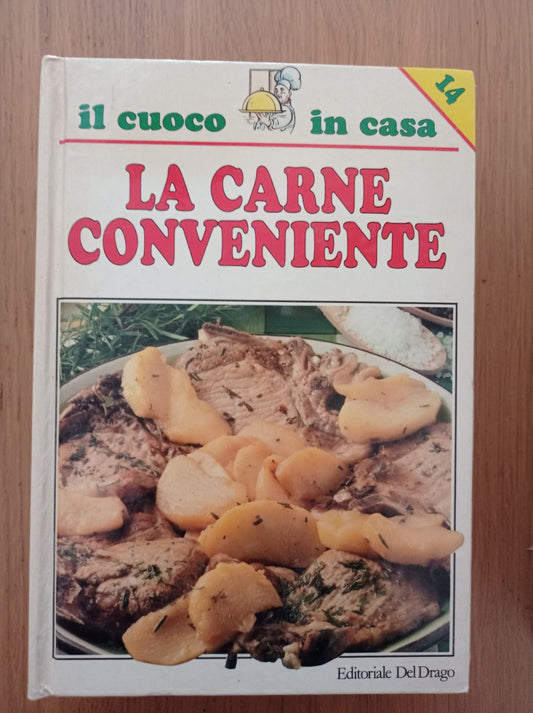 il cuoco in casa
14
LA CARNE
CONVENIENTE
Editoriale Del Drago